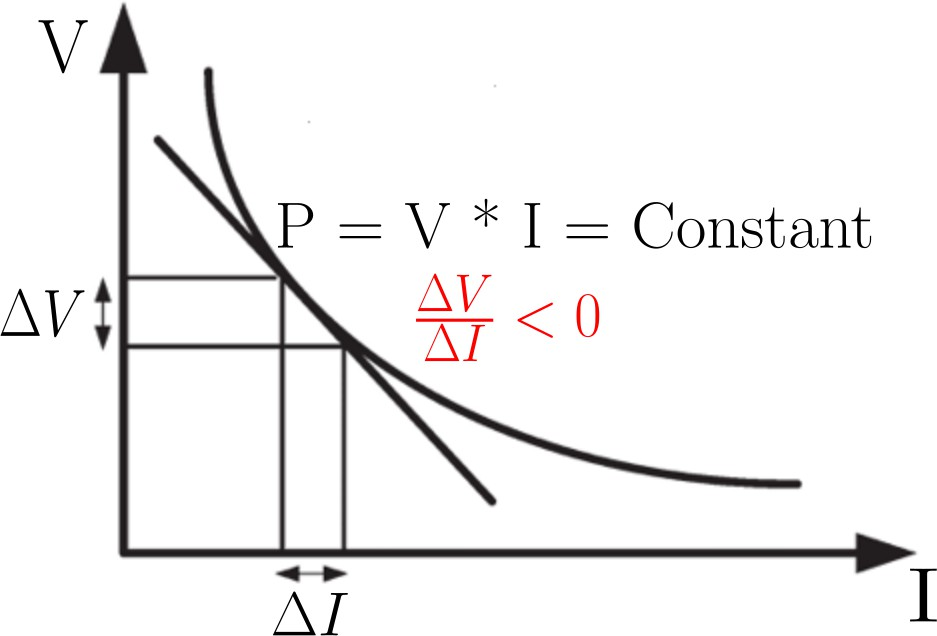 V
P = V * I = Constant
ΔV
ΔV/ΔI < 0
ΔI
I